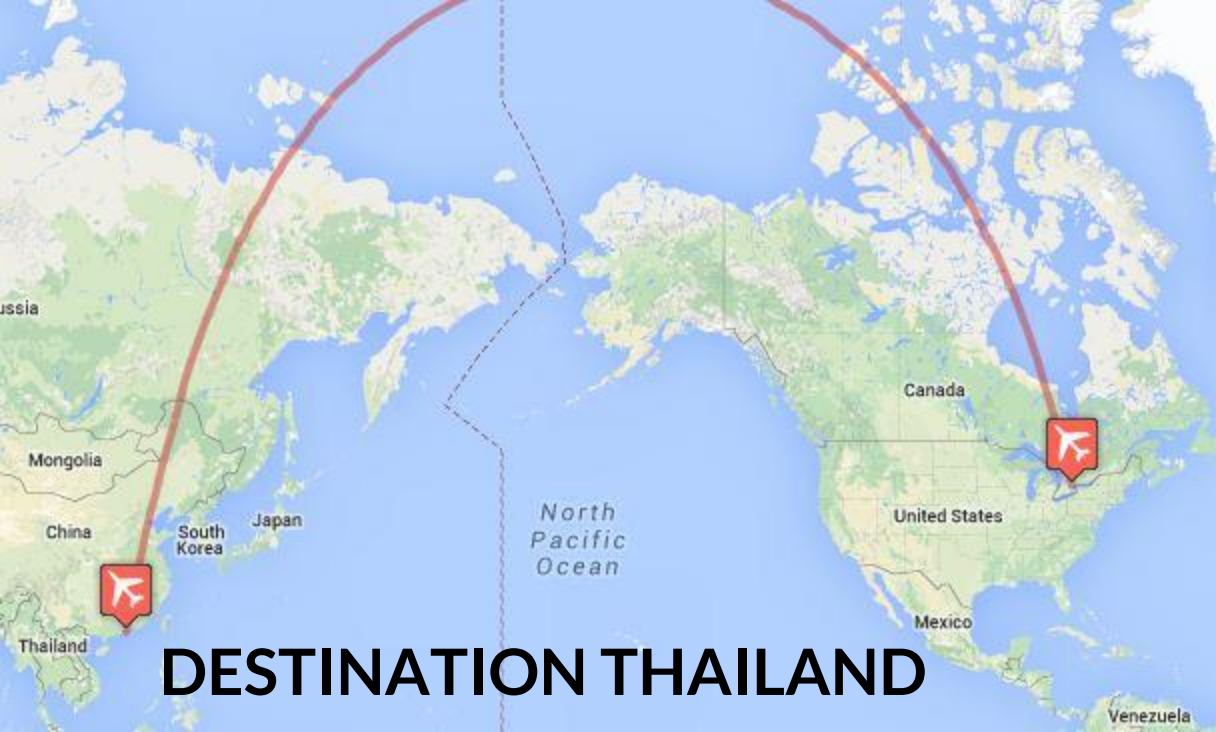 ussia
Canada
Mongolia
North
Pacific
Ocean
United States
Japan
China
South
Korea
Mexico
Thailand
DESTINATION THAILAND
Venezuela